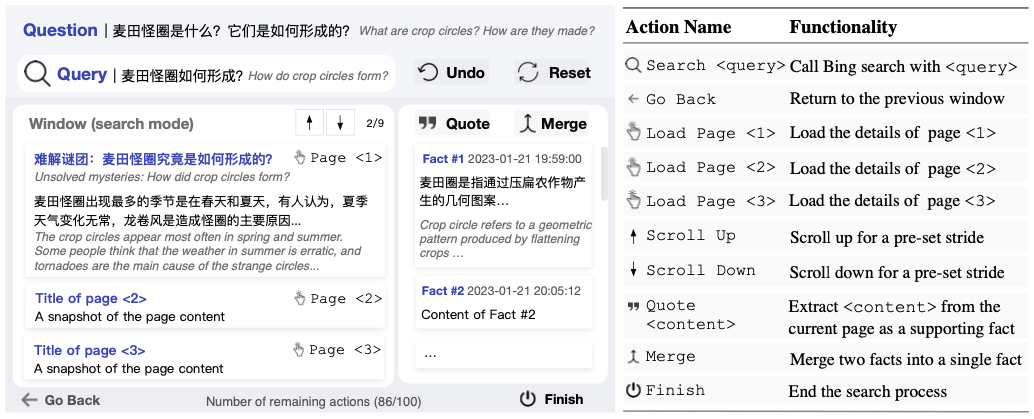 Question | 麦田怪圈是什么？它们是如何形成的？ What are crop circles? How are they made?
Query | 麦田怪圈如何形成? How do crop circles form?
Undo
Reset
Window (search mode)
2/9
难解谜团：麦田怪圈究竟是如何形成的? Page <1>
Unsolved mysteries: How did crop circles form?
麦田怪圈出现最多的季节是在春天和夏天，有人认为，夏季
天气变化无常，龙卷风是造成怪圈的主要原因...
The crop circles appear most often in spring and summer.
Some people think that the weather in summer is erratic, and
tornadoes are the main cause of the strange circles...
Title of page <2> Page <2>
A snapshot of the page content
Title of page <3> Page <3>
A snapshot of the page content
Quote
Merge
Fact #1 2023-01-21 19:59:00
麦田圈是指通过压扁农作物产
生的几何图案...
Crop circle refers to a geometric
pattern produced by flattening
crops ...
Fact #2 2023-01-21 20:05:12
Content of Fact #2
...
Go Back
Number of remaining actions (86/100)
Finish
Action Name Functionality
Search <query> Call Bing search with <query>
Go Back Return to the previous window
Load Page <1> Load the details of page <1>
Load Page <2> Load the details of page <2>
Load Page <3> Load the details of page <3>
Scroll Up Scroll up for a pre-set stride
Scroll Down Scroll down for a pre-set stride
Quote Extract <content> from the
<content> current page as a supporting fact
Merge Merge two facts into a single fact
Finish End the search process